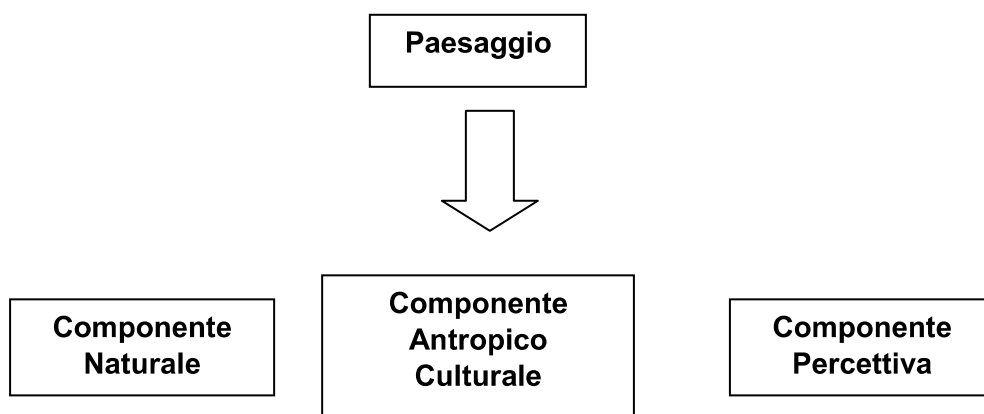 Paesaggio
Componente
Naturale
Componente
Antropico
Culturale
Componente
Percettiva